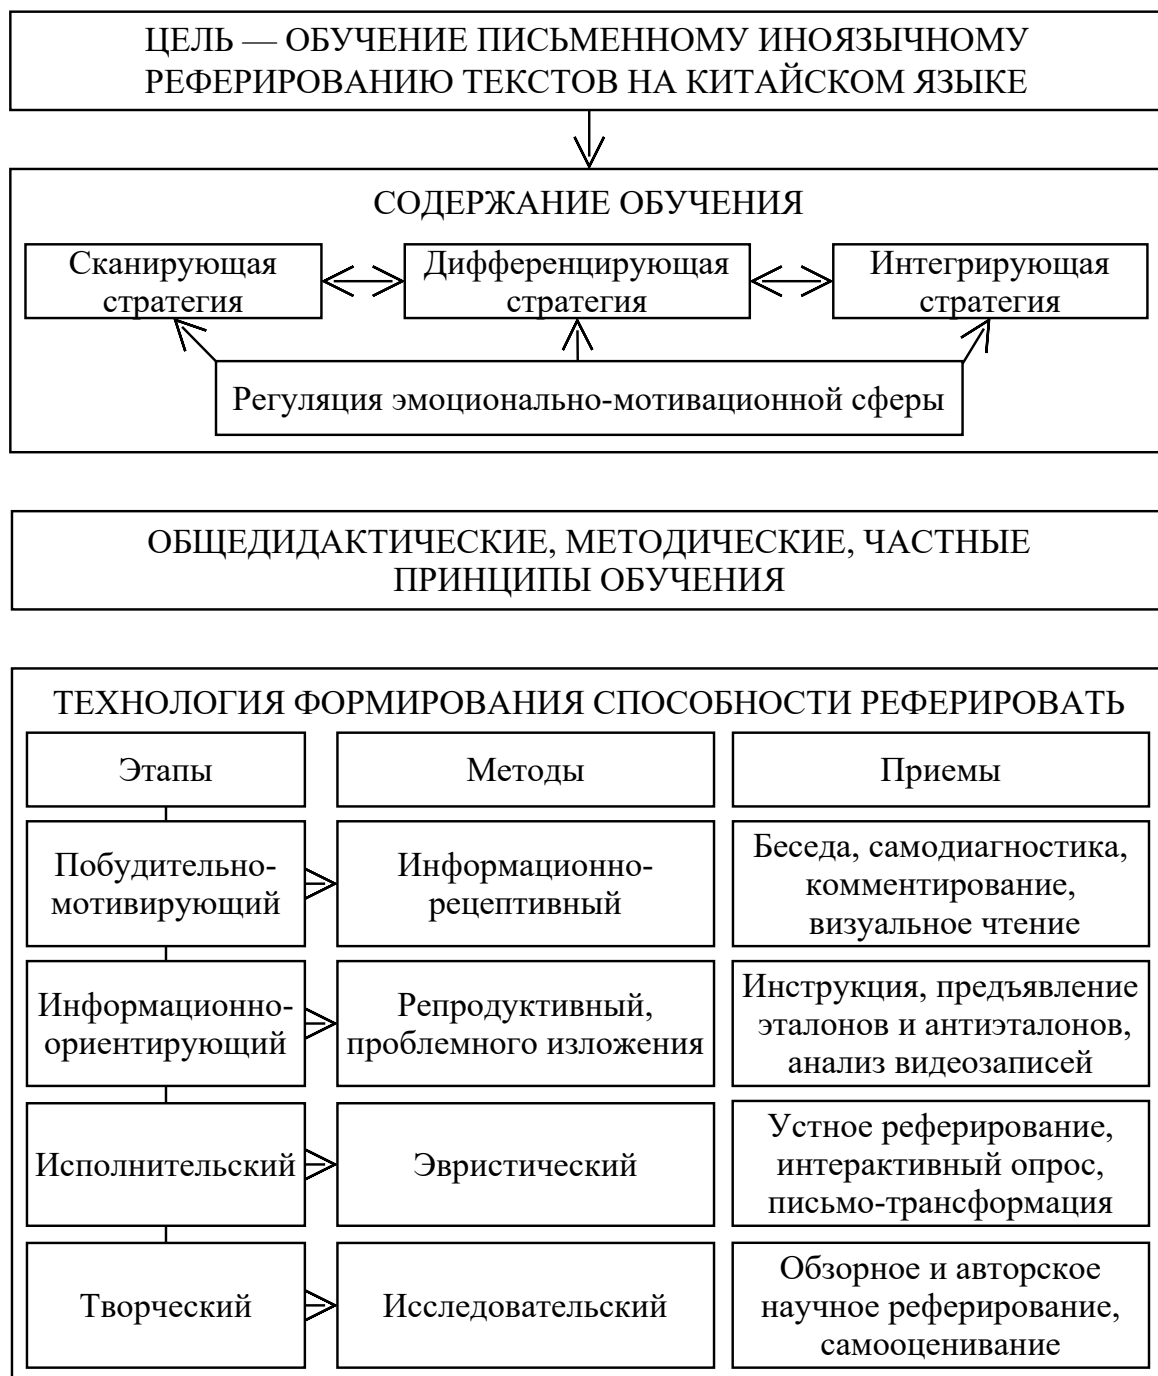 ЦЕЛЬ — ОБУЧЕНИЕ ПИСЬМЕННОМУ ИНОЯЗЫЧНОМУ
РЕФЕРИРОВАНИЮ ТЕКСТОВ НА КИТАЙСКОМ ЯЗЫКЕ
СОДЕРЖАНИЕ ОБУЧЕНИЯ
Сканирующая
стратегия
Дифференцирующая
стратегия
Интегрирующая
стратегия
Регуляция эмоционально-мотивационной сферы
ОБЩЕДИДАКТИЧЕСКИЕ, МЕТОДИЧЕСКИЕ, ЧАСТНЫЕ
ПРИНЦИПЫ ОБУЧЕНИЯ
ТЕХНОЛОГИЯ ФОРМИРОВАНИЯ СПОСОБНОСТИ РЕФЕРИРОВАТЬ
Этапы
Методы
Приемы
Побудительно-
мотивирующий
Информационно-
рецептивный
Беседа, самодиагностика,
комментирование,
визуальное чтение
Информационно-
ориентирующий
Репродуктивный,
проблемного изложения
Инструкция, предъявление
эталонов и антиэталонов,
анализ видеозаписей
Исполнительский
Эвристический
Устное реферирование,
интерактивный опрос,
письмо-трансформация
Творческий
Исследовательский
Обзорное и авторское
научное реферирование,
самооценивание